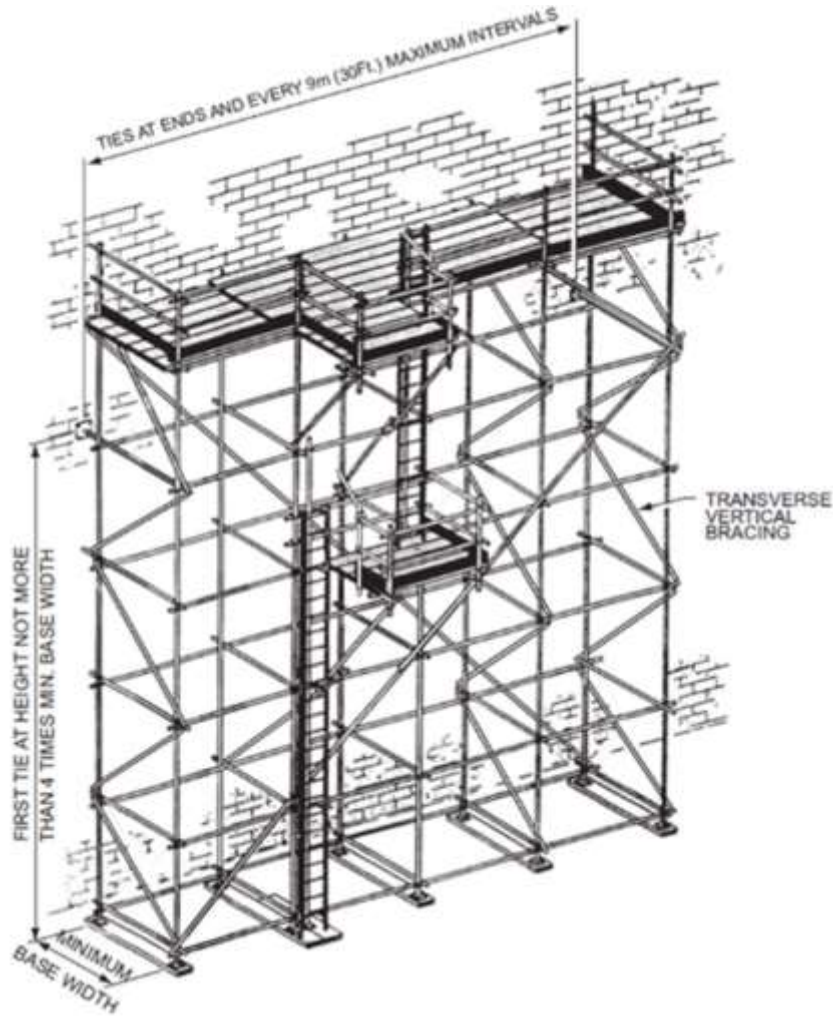 TIES AT ENDS AND EVERY 9m (30Ft.) MAXIMUM INTERVALS
TRANSVERSE
VERTICAL
BRACING
FIRST TIE AT HEIGHT NOT MORE
THAN 4 TIMES MIN. BASE WIDTH
MINIMUM
BASE WIDTH